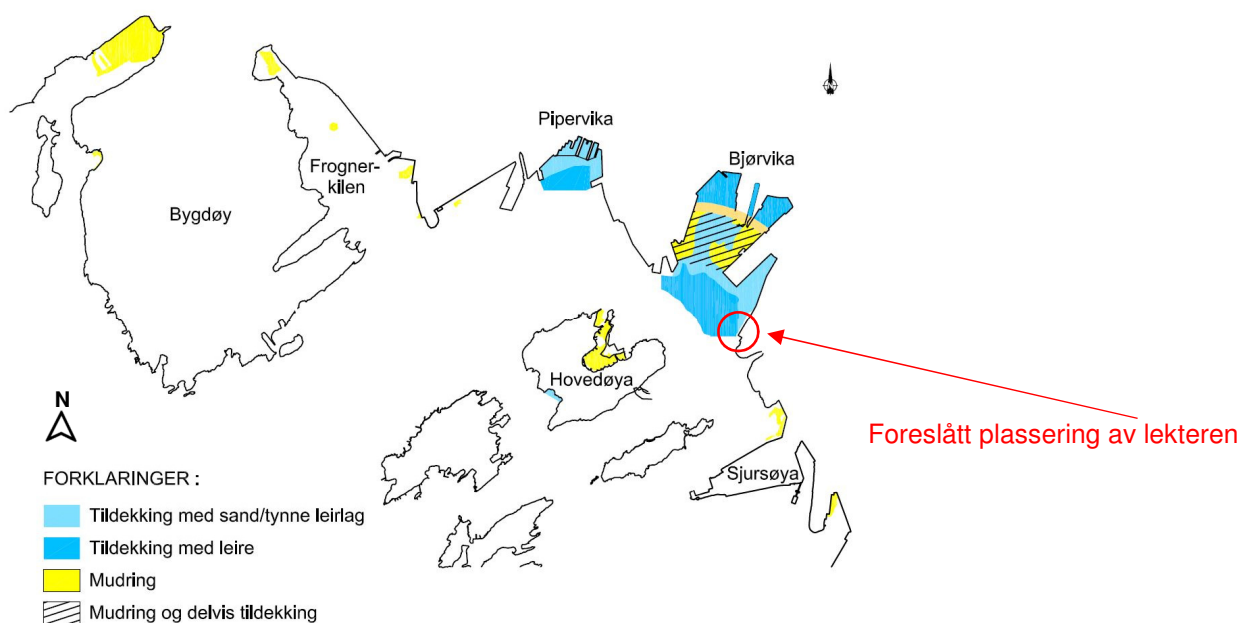 Pipervika
Bjørvika
Frogner-
kilen
Bygdøy
Hovedøya
N
Foreslått plassering av lekteren
Sjursøya
FORKLARINGER :
Tildekking med sand/tynne leirlag
Tildekking med leire
Mudring
Mudring og delvis tildekking